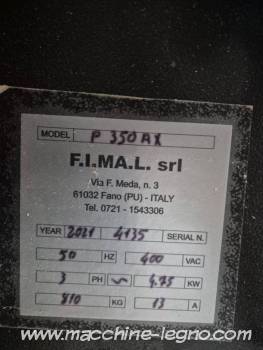 MODEL P 350 AX
F.I.MA.L. srl
Via F. Meda, n. 3
61032 Fano (PU) - ITALY
Tel. 0721 - 1543306
YEAR 2021 4135 SERIAL N.
50 HZ 400 VAC
3 PH ~ 4.75 KW
810 KG 13 A
www.macchine-legno.com